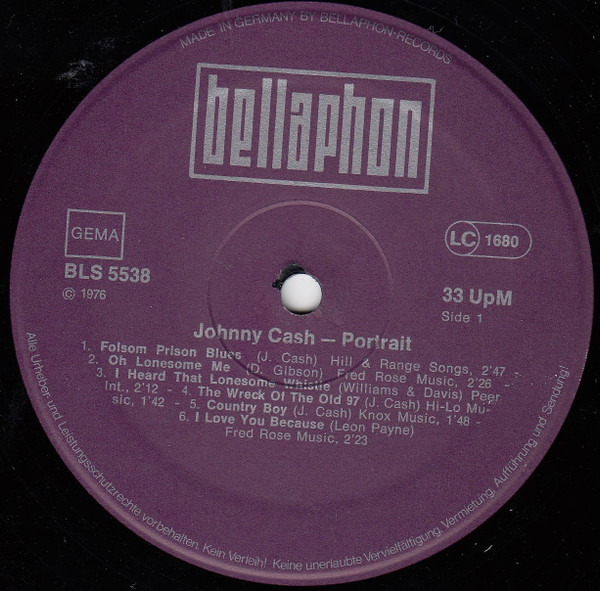 MADE IN GERMANY BY BELLAPHON-RECORDS
bellaphon
GEMA
LC 1680
BLS 5538
℗ 1976
33 UpM
Side 1
Johnny Cash — Portrait
1. Folsom Prison Blues (J. Cash) Hill & Range Songs, 2'47 -
2. Oh Lonesome Me (D. Gibson) Fred Rose Music, 2'26 -
3. I Heard That Lonesome Whistle (Williams & Davis) Peer
Int., 2'12 - 4. The Wreck Of The Old 97 (J. Cash) Hi-Lo Mu-
sic, 1'42 - 5. Country Boy (J. Cash) Knox Music, 1'48 -
6. I Love You Because (Leon Payne)
Fred Rose Music, 2'23
Alle Urheber- und Leistungsschutzrechte vorbehalten. Kein Verleih! Keine unerlaubte Vervielfältigung, Vermietung, Aufführung und Sendung!